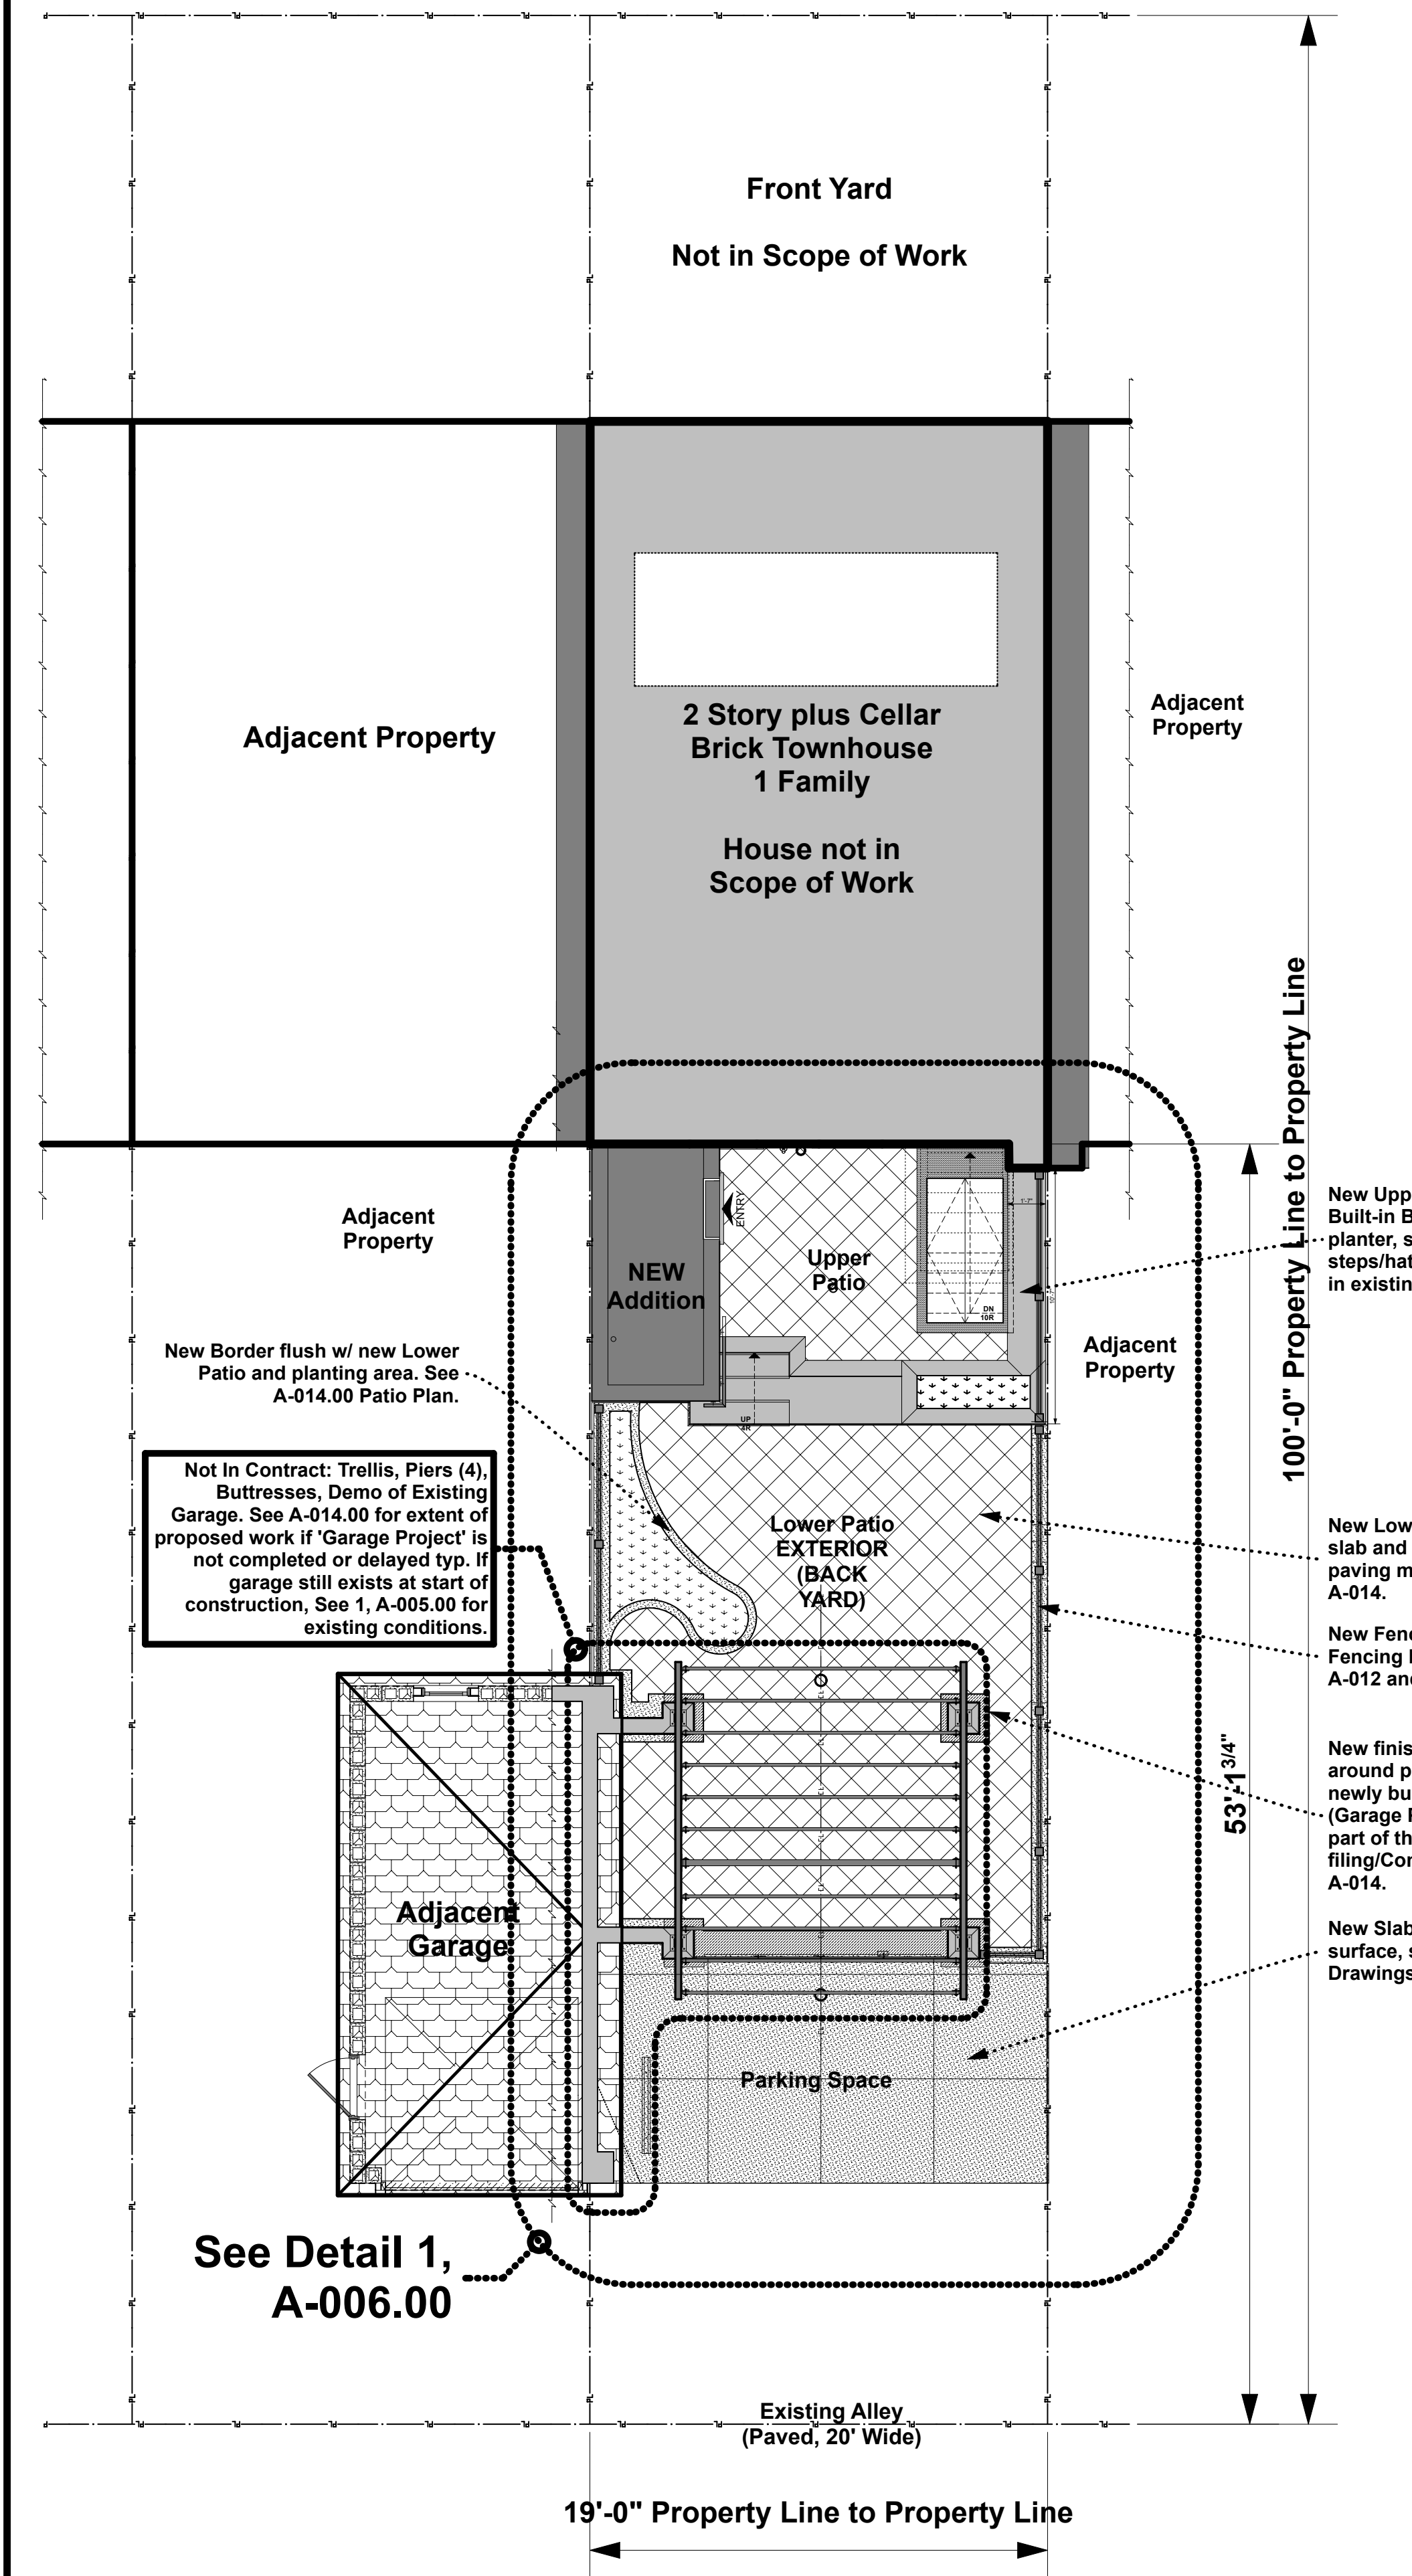 Front Yard
Not in Scope of Work
2 Story plus Cellar
Brick Townhouse
1 Family
House not in
Scope of Work
Adjacent Property
Adjacent
Property
100'-0" Property Line to Property Line
53'-1 3/4"
Adjacent
Property
NEW
Addition
ENTRY
Upper
Patio
DN
10R
1'-7"
Adjacent
Property
UP
4R
New Border flush w/ new Lower
Patio and planting area. See
A-014.00 Patio Plan.
Not In Contract: Trellis, Piers (4),
Buttresses, Demo of Existing
Garage. See A-014.00 for extent of
proposed work if 'Garage Project' is
not completed or delayed typ. If
garage still exists at start of
construction, See 1, A-005.00 for
existing conditions.
Lower Patio
EXTERIOR
(BACK
YARD)
New Upp
Built-in B
planter, s
steps/hat
in existin
New Low
slab and
paving m
A-014.
New Fenc
Fencing
A-012 and
New finis
around p
newly bu
(Garage
part of th
filing/Con
A-014.
New Slab
surface, s
Drawings
Adjacent
Garage
Parking Space
See Detail 1,
A-006.00
Existing Alley
(Paved, 20' Wide)
19'-0" Property Line to Property Line